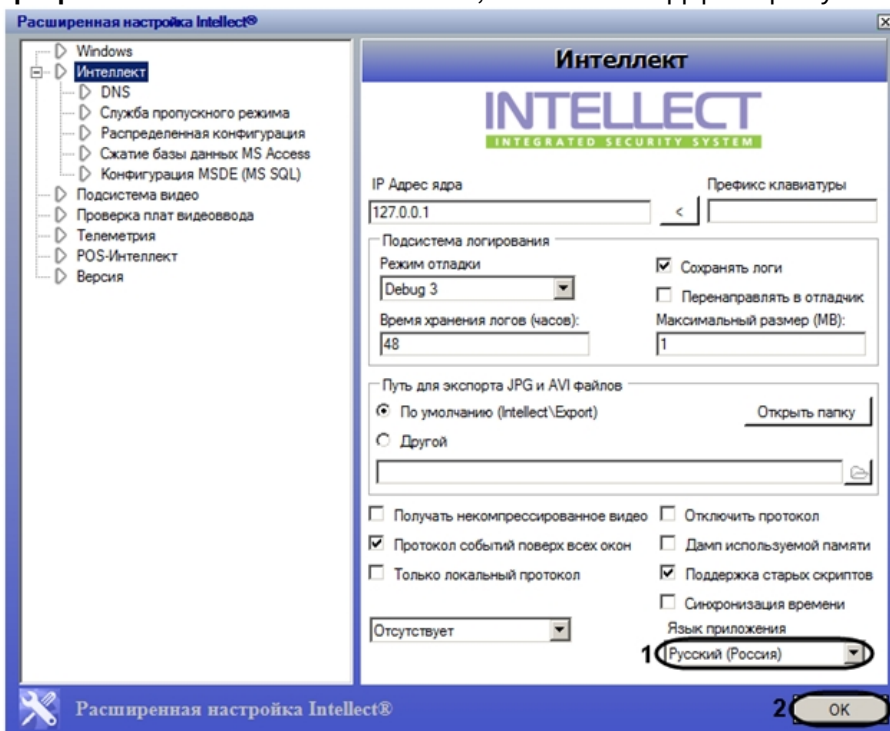 Расширенная настройка Intellect®
Windows
Интеллект
DNS
Служба пропускного режима
Распределенная конфигурация
Сжатие базы данных MS Access
Конфигурация MSDE (MS SQL)
Подсистема видео
Проверка плат видеоввода
Телеметрия
POS-Интеллект
Версия
Интеллект
INTELLECT
INTEGRATED SECURITY SYSTEM
IP Адрес ядра
Префикс клавиатуры
127.0.0.1
<
Подсистема логирования
Режим отладки
Сохранять логи
Debug 3
Перенаправлять в отладчик
Время хранения логов (часов):
Максимальный размер (MB):
48
1
Путь для экспорта JPG и AVI файлов
По умолчанию (Intellect\Export)
Открыть папку
Другой
Получать некомпрессированное видео
Отключить протокол
Протокол событий поверх всех окон
Дамп используемой памяти
Только локальный протокол
Поддержка старых скриптов
Синхронизация времени
Отсутствует
Язык приложения
1
Русский (Россия)
Расширенная настройка Intellect®
2
OK